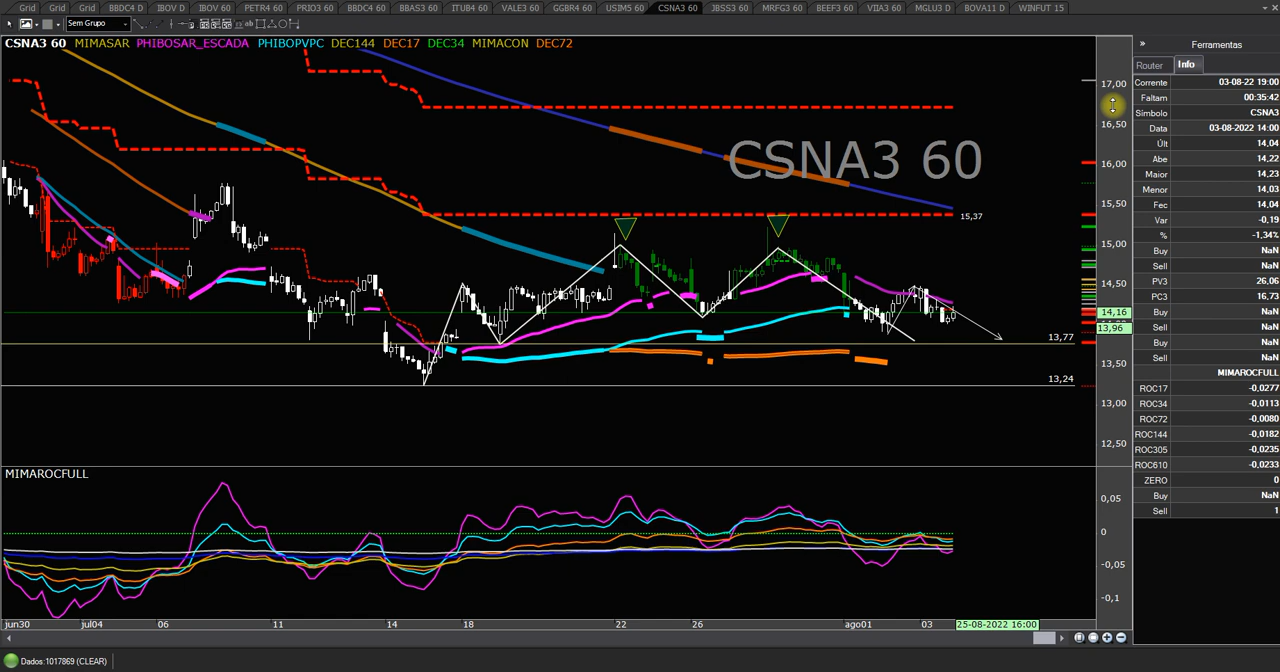 Grid Grid Grid BBDC4 D IBOV D IBOV 60 PETR4 60 PRIO3 60 BBDC4 60 BBAS3 60 ITUB4 60 VALE3 60 GGBR4 60 USIM5 60 CSNA3 60 JBSS3 60 MRFG3 60 BEEF3 60 VIIA3 60 MGLU3 D BOVA11 D WINFUT 15
Sem Grupo
CSNA3 60 MIMASAR PHIBOSAR_ESCADA PHIBOPVPC DEC144 DEC17 DEC34 MIMACON DEC72
CSNA3 60
15,37
13,77
13,24
17,00
16,50
16,00
15,50
15,00
14,50
14,16
13,96
13,50
13,00
12,50
MIMAROCFULL
0,05
0
-0,05
-0,1
jun30 jul04 06 11 14 18 22 26 ago01 03 25-08-2022 16:00
Dados:1017869 (CLEAR)
» Ferramentas
Router Info
Corrente 03-08-22 19:00
Faltam 00:35:42
Símbolo CSNA3
Data 03-08-2022 14:00
Últ 14,04
Abe 14,22
Maior 14,23
Menor 14,03
Fec 14,04
Var -0,19
% -1,34%
Buy NaN
Sell NaN
PV3 26,06
PC3 16,73
Buy NaN
Sell NaN
Buy NaN
Sell NaN
MIMAROCFULL
ROC17 -0,0277
ROC34 -0,0113
ROC72 -0,0080
ROC144 -0,0182
ROC305 -0,0235
ROC610 -0,0233
ZERO 0
Buy NaN
Sell 1